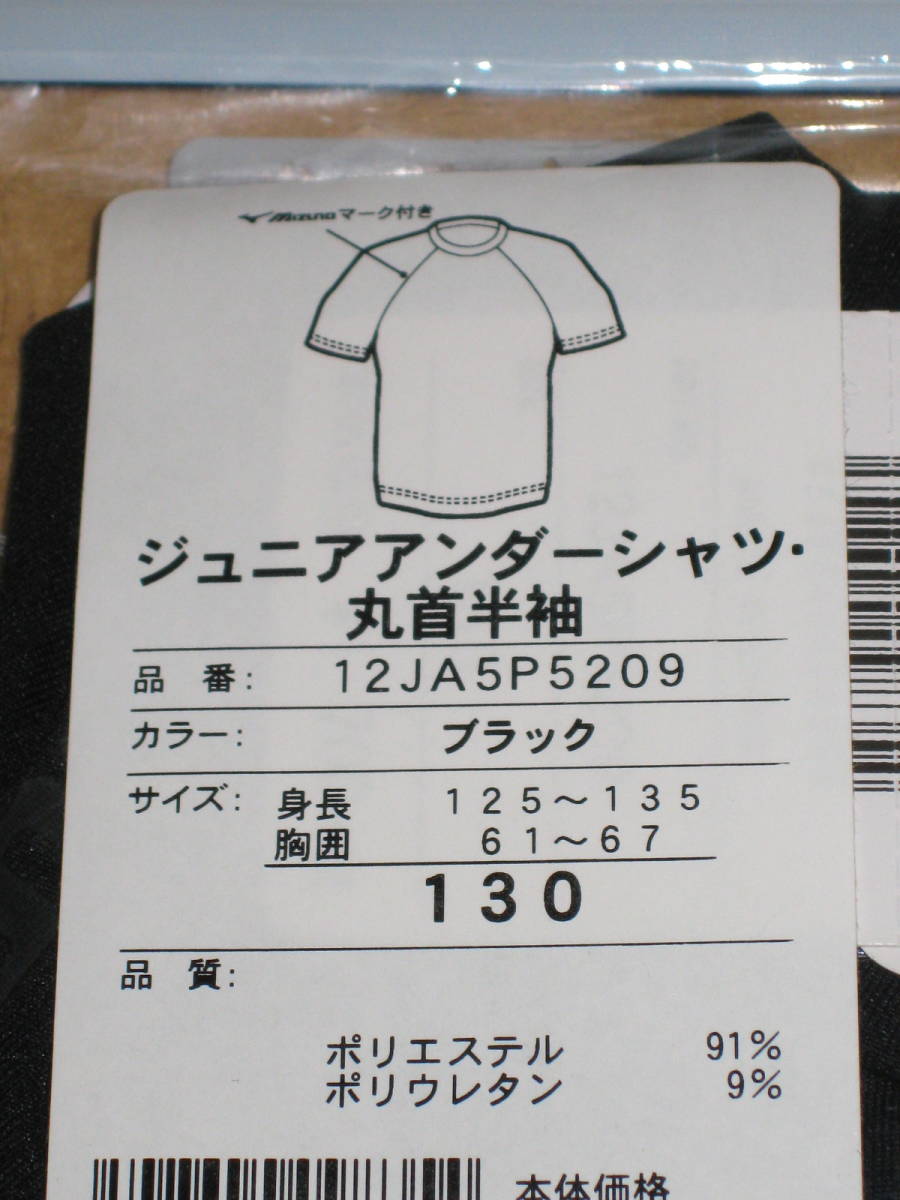 Mizunoマーク付き
ジュニアアンダーシャツ・
丸首半袖
品 番: 12JA5P5209
カラー: ブラック
サイズ: 身長 125～135
胸囲 61～67
130
品 質:
ポリエステル 91%
ポリウレタン 9%
本体価格